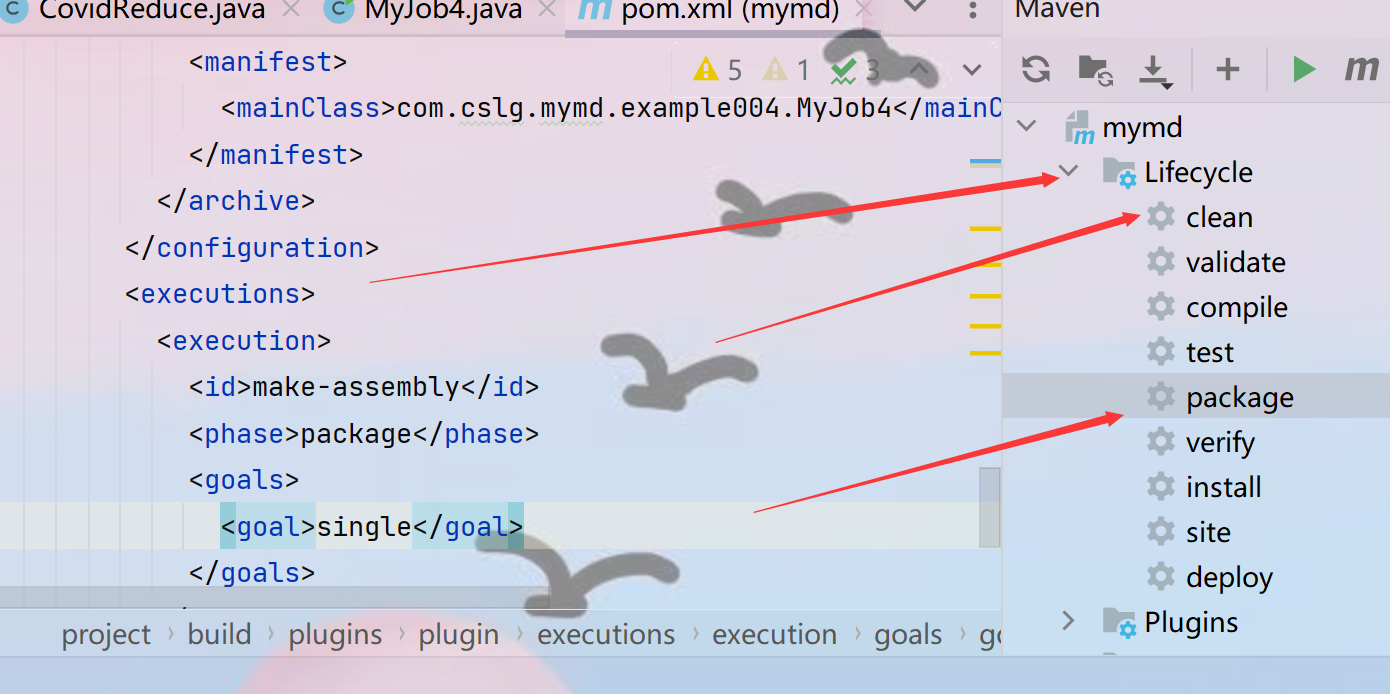 CovidReduce.java
MyJob4.java
pom.xml (mymd)
Maven
5
1
3
<manifest>
<mainClass>com.cslg.mymd.example004.MyJob4</mainC
</manifest>
</archive>
</configuration>
<executions>
<execution>
<id>make-assembly</id>
<phase>package</phase>
<goals>
<goal>single</goal>
</goals>
project › build › plugins › plugin › executions › execution › goals › go
mymd
Lifecycle
clean
validate
compile
test
package
verify
install
site
deploy
Plugins